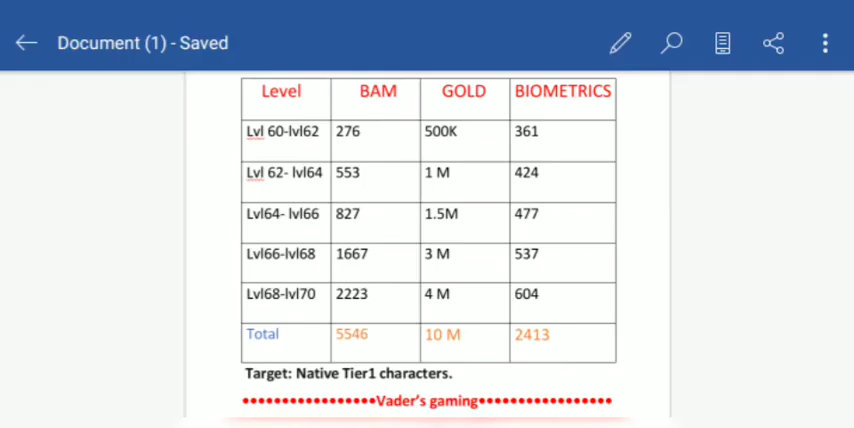 Document (1) - Saved
Level BAM GOLD BIOMETRICS
Lvl 60-lvl62 276 500K 361
Lvl 62- lvl64 553 1 M 424
Lvl64- lvl66 827 1.5M 477
Lvl66-lvl68 1667 3 M 537
Lvl68-lvl70 2223 4 M 604
Total 5546 10 M 2413
Target: Native Tier1 characters.
•••••••••••••••••Vader's gaming•••••••••••••••••